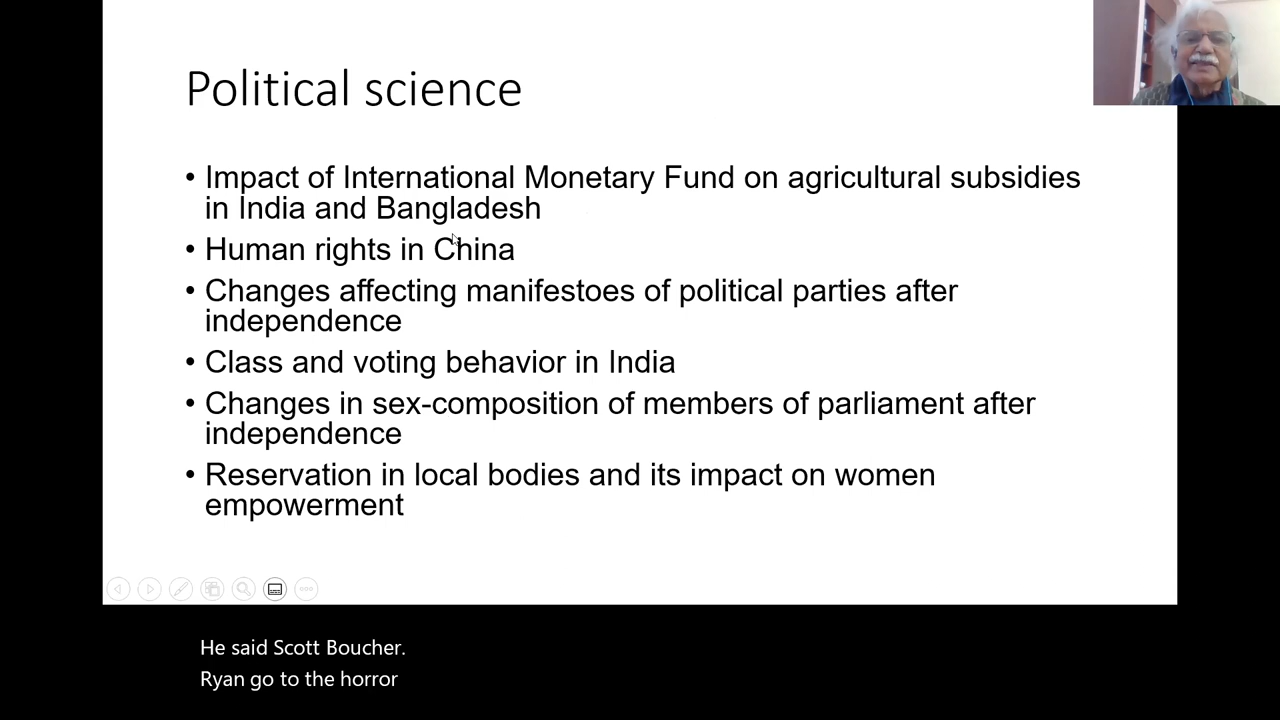 Political science
• Impact of International Monetary Fund on agricultural subsidies
in India and Bangladesh
• Human rights in China
• Changes affecting manifestoes of political parties after
independence
• Class and voting behavior in India
• Changes in sex-composition of members of parliament after
independence
• Reservation in local bodies and its impact on women
empowerment
He said Scott Boucher.
Ryan go to the horror